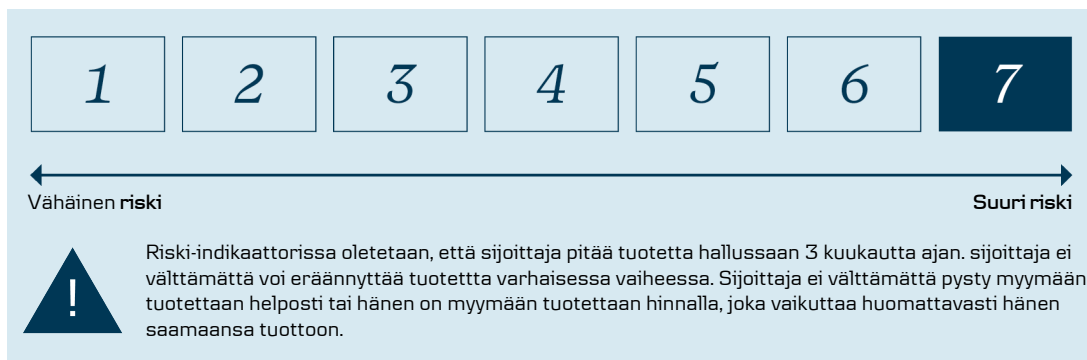 1 2 3 4 5 6 7
Vähäinen riski Suuri riski
Riski-indikaattorissa oletetaan, että sijoittaja pitää tuotetta hallussaan 3 kuukautta ajan. sijoittaja ei
välttämättä voi eräännyttää tuotettta varhaisessa vaiheessa. Sijoittaja ei välttämättä pysty myymään
tuotettaan helposti tai hänen on myymään tuotettaan hinnalla, joka vaikuttaa huomattavasti hänen
saamaansa tuottoon.
!